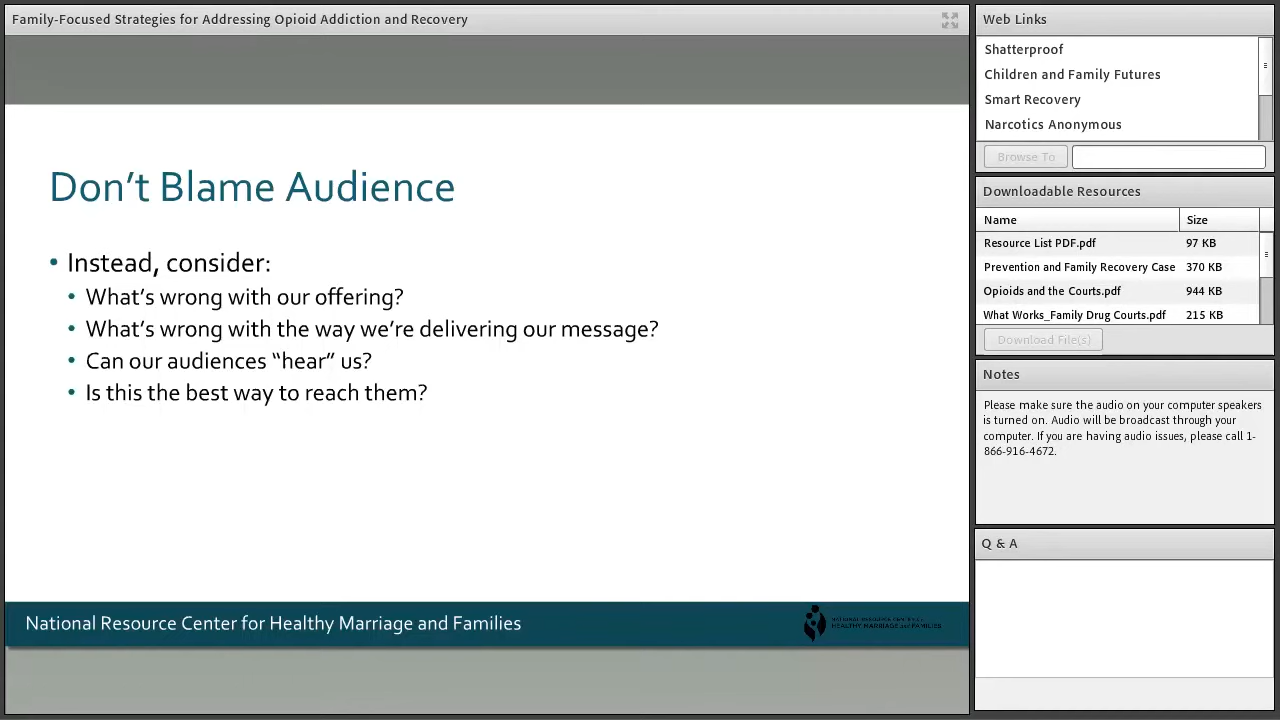 Family-Focused Strategies for Addressing Opioid Addiction and Recovery
Don't Blame Audience
• Instead, consider:
• What's wrong with our offering?
• What's wrong with the way we're delivering our message?
• Can our audiences “hear” us?
• Is this the best way to reach them?
National Resource Center for Healthy Marriage and Families
HEALTHY MARRIAGE and FAMILIES
Web Links
Shatterproof
Children and Family Futures
Smart Recovery
Narcotics Anonymous
Browse To
Downloadable Resources
Name Size
Resource List PDF.pdf 97 KB
Prevention and Family Recovery Case 370 KB
Opioids and the Courts.pdf 944 KB
What Works_Family Drug Courts.pdf 215 KB
Download File(s)
Notes
Please make sure the audio on your computer speakers
is turned on. Audio will be broadcast through your
computer. If you are having audio issues, please call 1-
866-916-4672.
Q & A